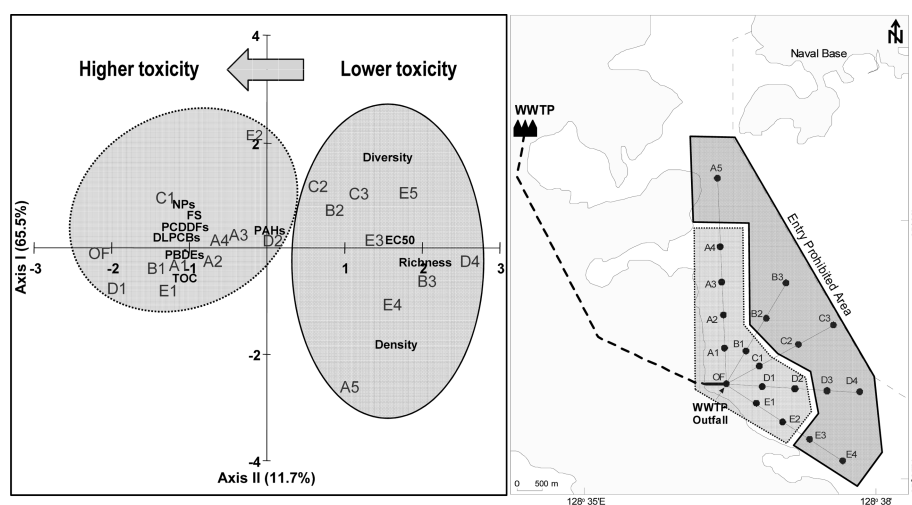 4
Higher toxicity
Lower toxicity
E2
2
Diversity
C1
NPs
C2
C3
E5
FS
B2
PCDDFs
PAHs
DLPCBs
A4
A3
D2
E3
EC50
OF
PBDEs
-3
-2
B1
A1
-1
A2
1
Richness
2
D4
3
D1
E1
TOC
B3
E4
-2
Density
A5
-4
Axis I (65.5%)
Axis II (11.7%)
N
Naval Base
WWTP
A5
Entry Prohibited Area
A4
A3
B3
A2
B2
C3
A1
B1
C2
C1
OF
D1
D2
D3
D4
E1
WWTP
Outfall
E2
E3
E4
0 500 m
128° 35'E
128° 38'